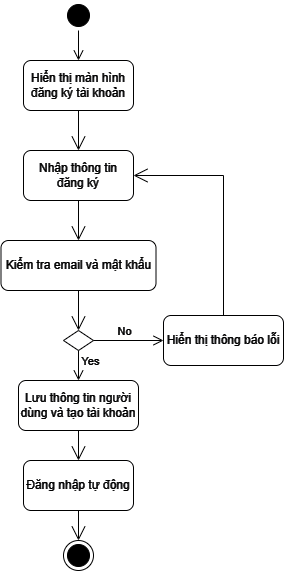 Hiển thị màn hình
đăng ký tài khoản
Nhập thông tin
đăng ký
Kiểm tra email và mật khẩu
No
Hiển thị thông báo lỗi
Yes
Lưu thông tin người
dùng và tạo tài khoản
Đăng nhập tự động